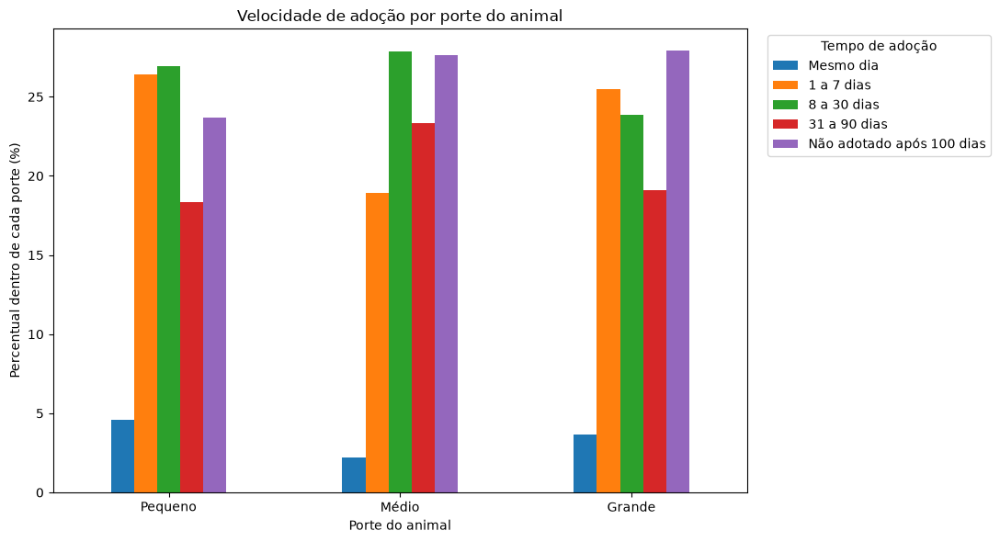 Velocidade de adoção por porte do animal
Percentual dentro de cada porte (%)
25
20
15
10
5
0
Pequeno
Médio
Grande
Porte do animal
Tempo de adoção
Mesmo dia
1 a 7 dias
8 a 30 dias
31 a 90 dias
Não adotado após 100 dias